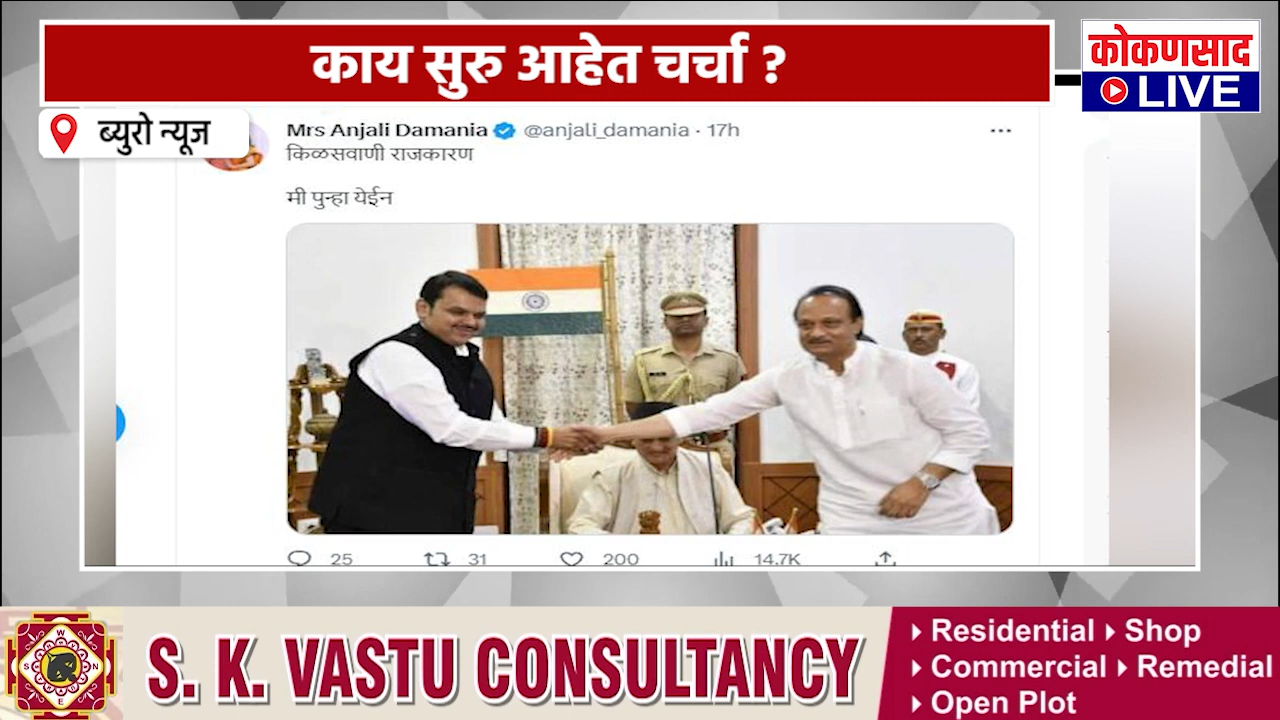 काय सुरु आहेत चर्चा ?
कोकणसाद
LIVE
ब्युरो न्यूज
Mrs Anjali Damania @anjali_damania · 17h
किळसवाणी राजकारण
मी पुन्हा येईन
25 31 200 14.7K
W
S N
E
S. K. VASTU CONSULTANCY
Residential Shop
Commercial Remedial
Open Plot